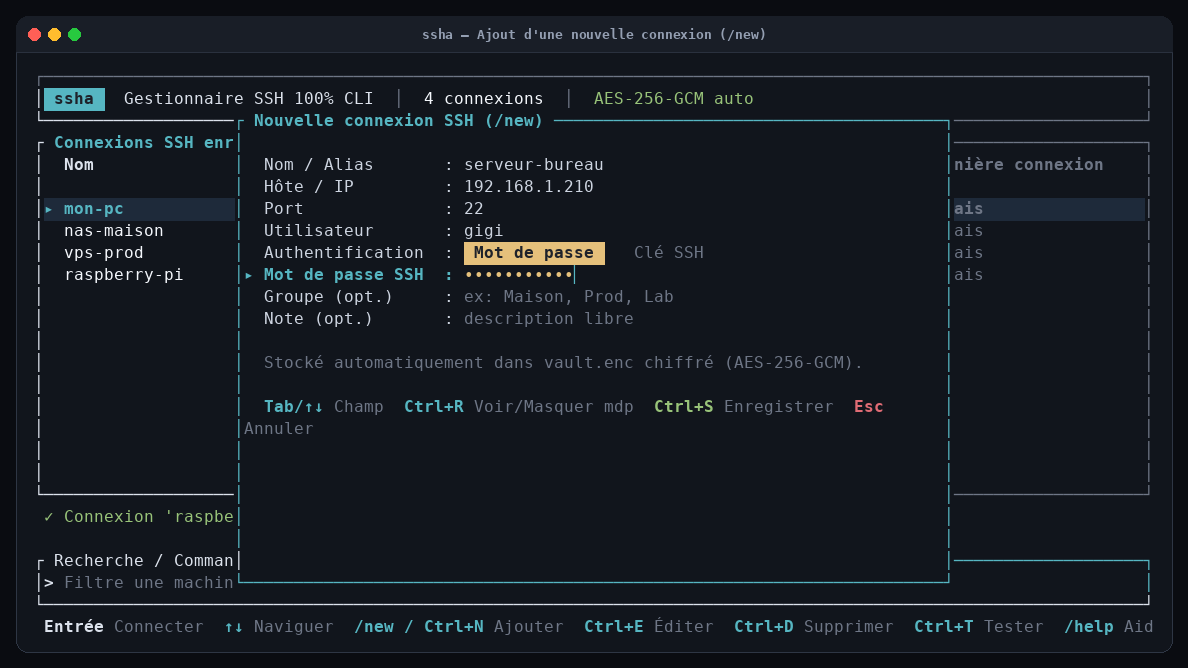 ssha — Ajout d'une nouvelle connexion (/new)
ssha Gestionnaire SSH 100% CLI │ 4 connexions │ AES-256-GCM auto
Nouvelle connexion SSH (/new)
Connexions SSH enr
Nom Nom / Alias : serveur-bureau nière connexion
Hôte / IP : 192.168.1.210
▸ mon-pc Port : 22 ais
nas-maison Utilisateur : gigi ais
vps-prod Authentification : Mot de passe Clé SSH ais
raspberry-pi ▸ Mot de passe SSH : ••••••••••• ais
Groupe (opt.) : ex: Maison, Prod, Lab
Note (opt.) : description libre
Stocké automatiquement dans vault.enc chiffré (AES-256-GCM).
Tab/↑↓ Champ Ctrl+R Voir/Masquer mdp Ctrl+S Enregistrer Esc
Annuler
✓ Connexion 'raspbe
Recherche / Comman
> Filtre une machin
Entrée Connecter ↑↓ Naviguer /new / Ctrl+N Ajouter Ctrl+E Éditer Ctrl+D Supprimer Ctrl+T Tester /help Aid